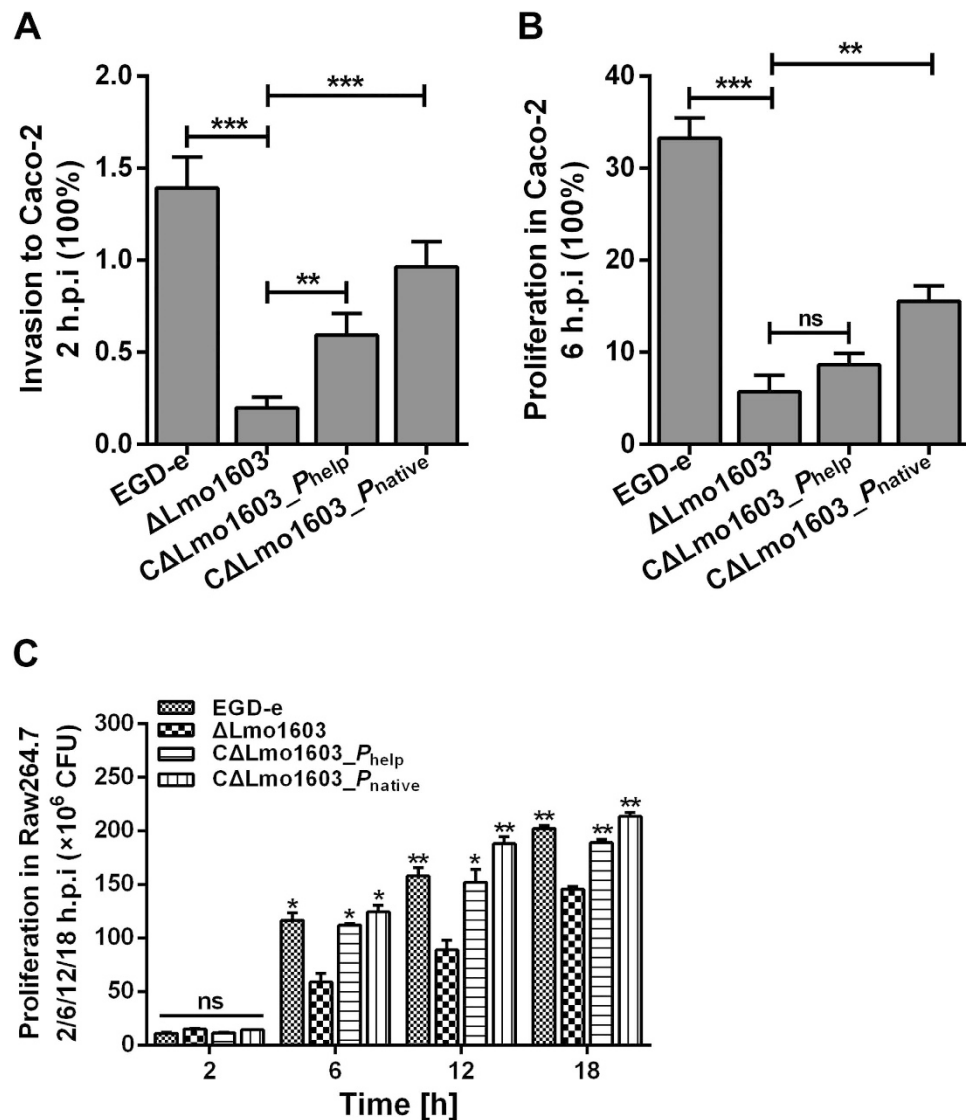 A
Invasion to Caco-2
2 h.p.i (100%)
2.0
1.5
1.0
0.5
0.0
***
***
**
EGD-e
ΔLmo1603
CΔLmo1603_Phelp
CΔLmo1603_Pnative
B
Proliferation in Caco-2
6 h.p.i (100%)
40
30
20
10
0
**
***
ns
EGD-e
ΔLmo1603
CΔLmo1603_Phelp
CΔLmo1603_Pnative
C
Proliferation in Raw264.7
2/6/12/18 h.p.i (×10⁶ CFU)
EGD-e
ΔLmo1603
CΔLmo1603_Phelp
CΔLmo1603_Pnative
300
250
200
150
100
50
0
ns
* * *
** * **
** ** **
2 6 12 18
Time [h]